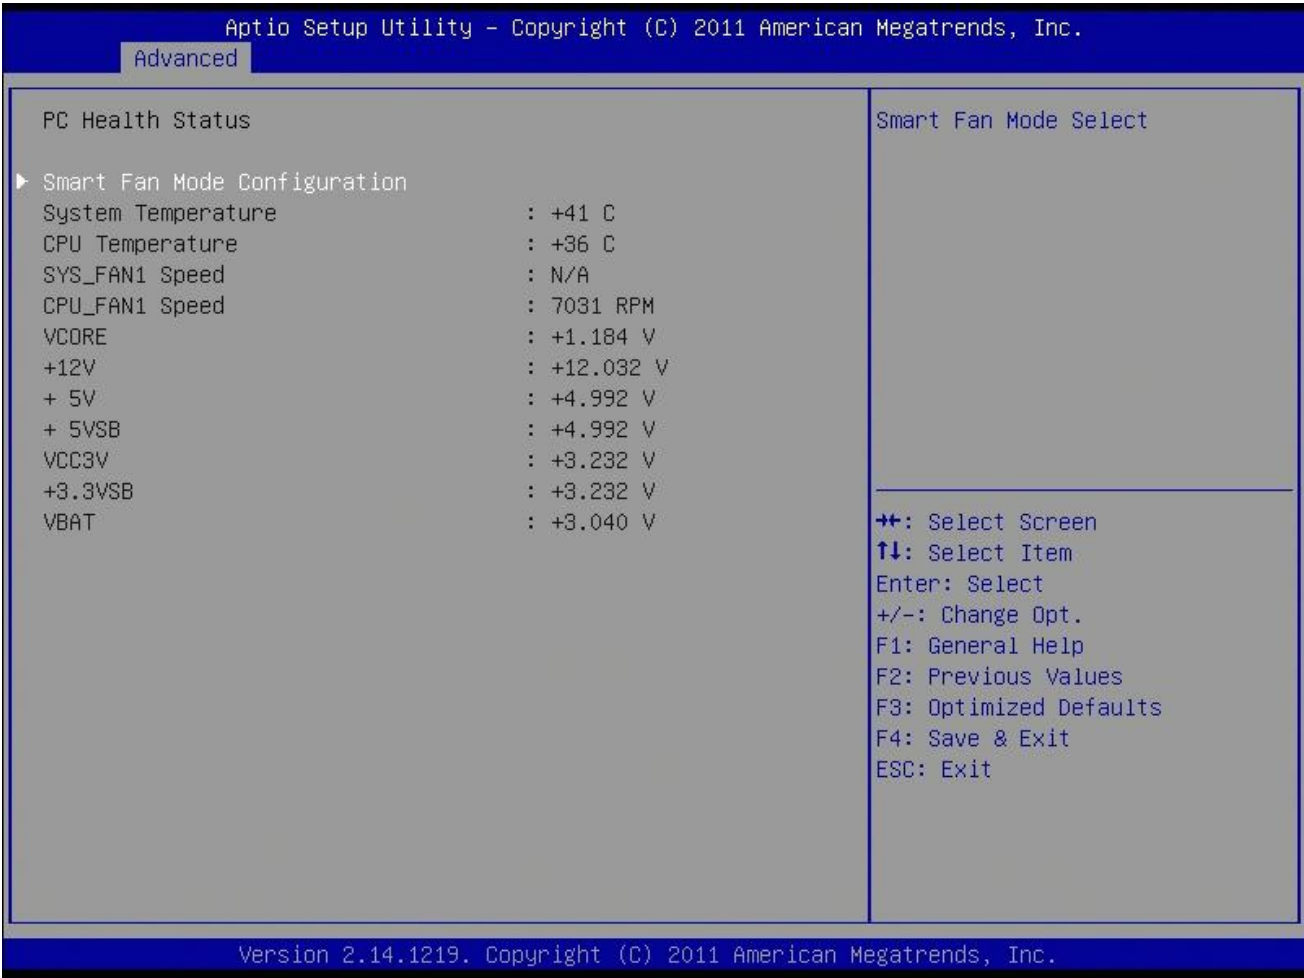 Aptio Setup Utility – Copyright (C) 2011 American Megatrends, Inc.
Advanced
PC Health Status
Smart Fan Mode Configuration
System Temperature : +41 C
CPU Temperature : +36 C
SYS_FAN1 Speed : N/A
CPU_FAN1 Speed : 7031 RPM
VCORE : +1.184 V
+12V : +12.032 V
+ 5V : +4.992 V
+ 5VSB : +4.992 V
VCC3V : +3.232 V
+3.3VSB : +3.232 V
VBAT : +3.040 V
Smart Fan Mode Select
→←: Select Screen
↑↓: Select Item
Enter: Select
+/-: Change Opt.
F1: General Help
F2: Previous Values
F3: Optimized Defaults
F4: Save & Exit
ESC: Exit
Version 2.14.1219. Copyright (C) 2011 American Megatrends, Inc.